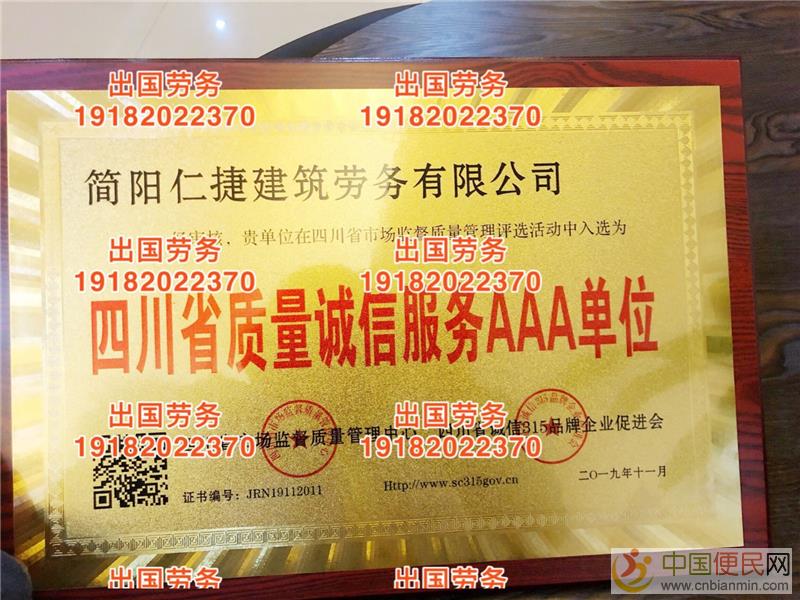 出国劳务 出国劳务
19182022370 19182022370
简阳仁捷建筑劳务有限公司
审核，贵单位在四川省市场监督质量管理评选活动中入选为
出国劳务 出国劳务
19182022370 19182022370
四川省质量诚信服务AAA单位
出国劳务 出国劳务
19182022370 19182022370
市场监督质量管理中心 四川省诚信315品牌企业促进会
证书编号：JRN19112011 Http://www.sc315gov.cn 二〇一九年十一月
出国劳务 出国劳务
中国便民网
www.cnbianmin.com